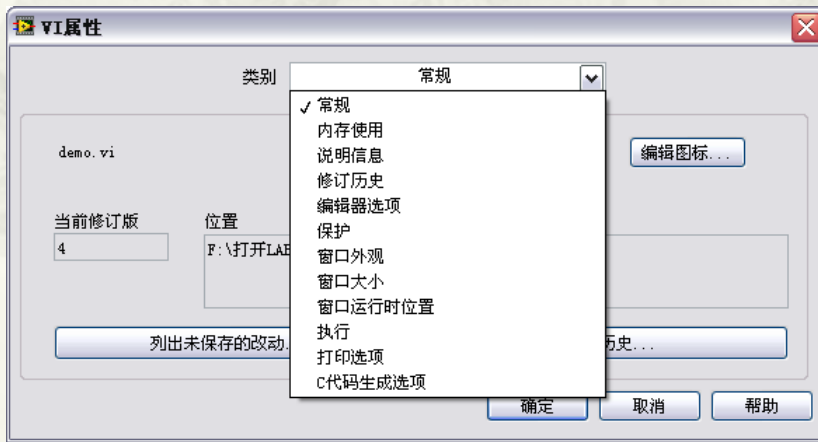 VI属性
类别 常规
常规
内存使用
说明信息
修订历史
编辑器选项
保护
窗口外观
窗口大小
窗口运行时位置
执行
打印选项
C代码生成选项
demo.vi
编辑图标...
当前修订版 位置
4 F:\打开LAB
列出未保存的改动. 历史...
确定 取消 帮助